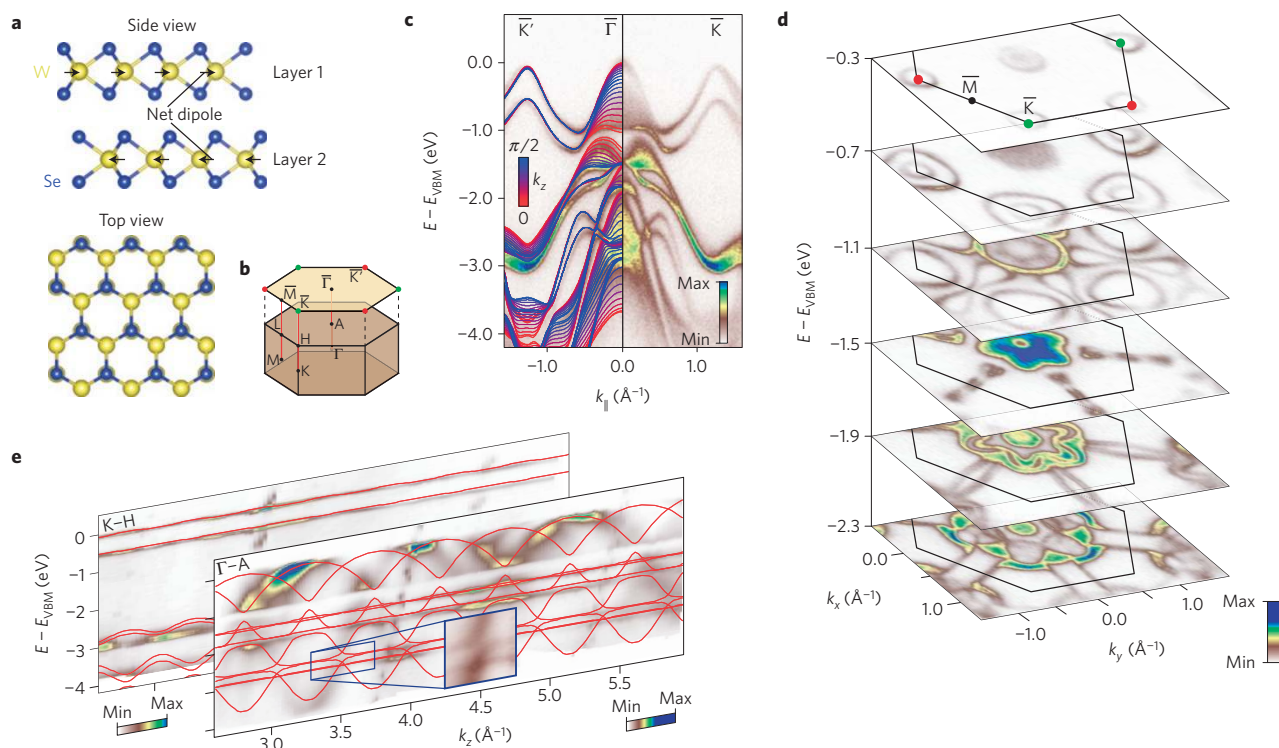 a
Side view
W
Layer 1
Net dipole
Layer 2
Se
Top view
b
K̅′
Γ̅
M̅
K̅
L
A
H
M
Γ
K
c
K̅′
Γ̅
K̅
0.0
−1.0
−2.0
−3.0
−4.0
E − E_VBM (eV)
π/2
k_z
0
Max
Min
−1.0
0.0
1.0
k_∥ (Å⁻¹)
d
−0.3
−0.7
−1.1
−1.5
−1.9
−2.3
E − E_VBM (eV)
M̅
K̅
0.0
1.0
k_x (Å⁻¹)
−1.0
0.0
1.0
k_y (Å⁻¹)
Max
Min
e
K–H
Γ–A
0
−1
−2
−3
−4
E − E_VBM (eV)
Min
Max
3.0
3.5
4.0
4.5
5.0
5.5
k_z (Å⁻¹)
Min
Max